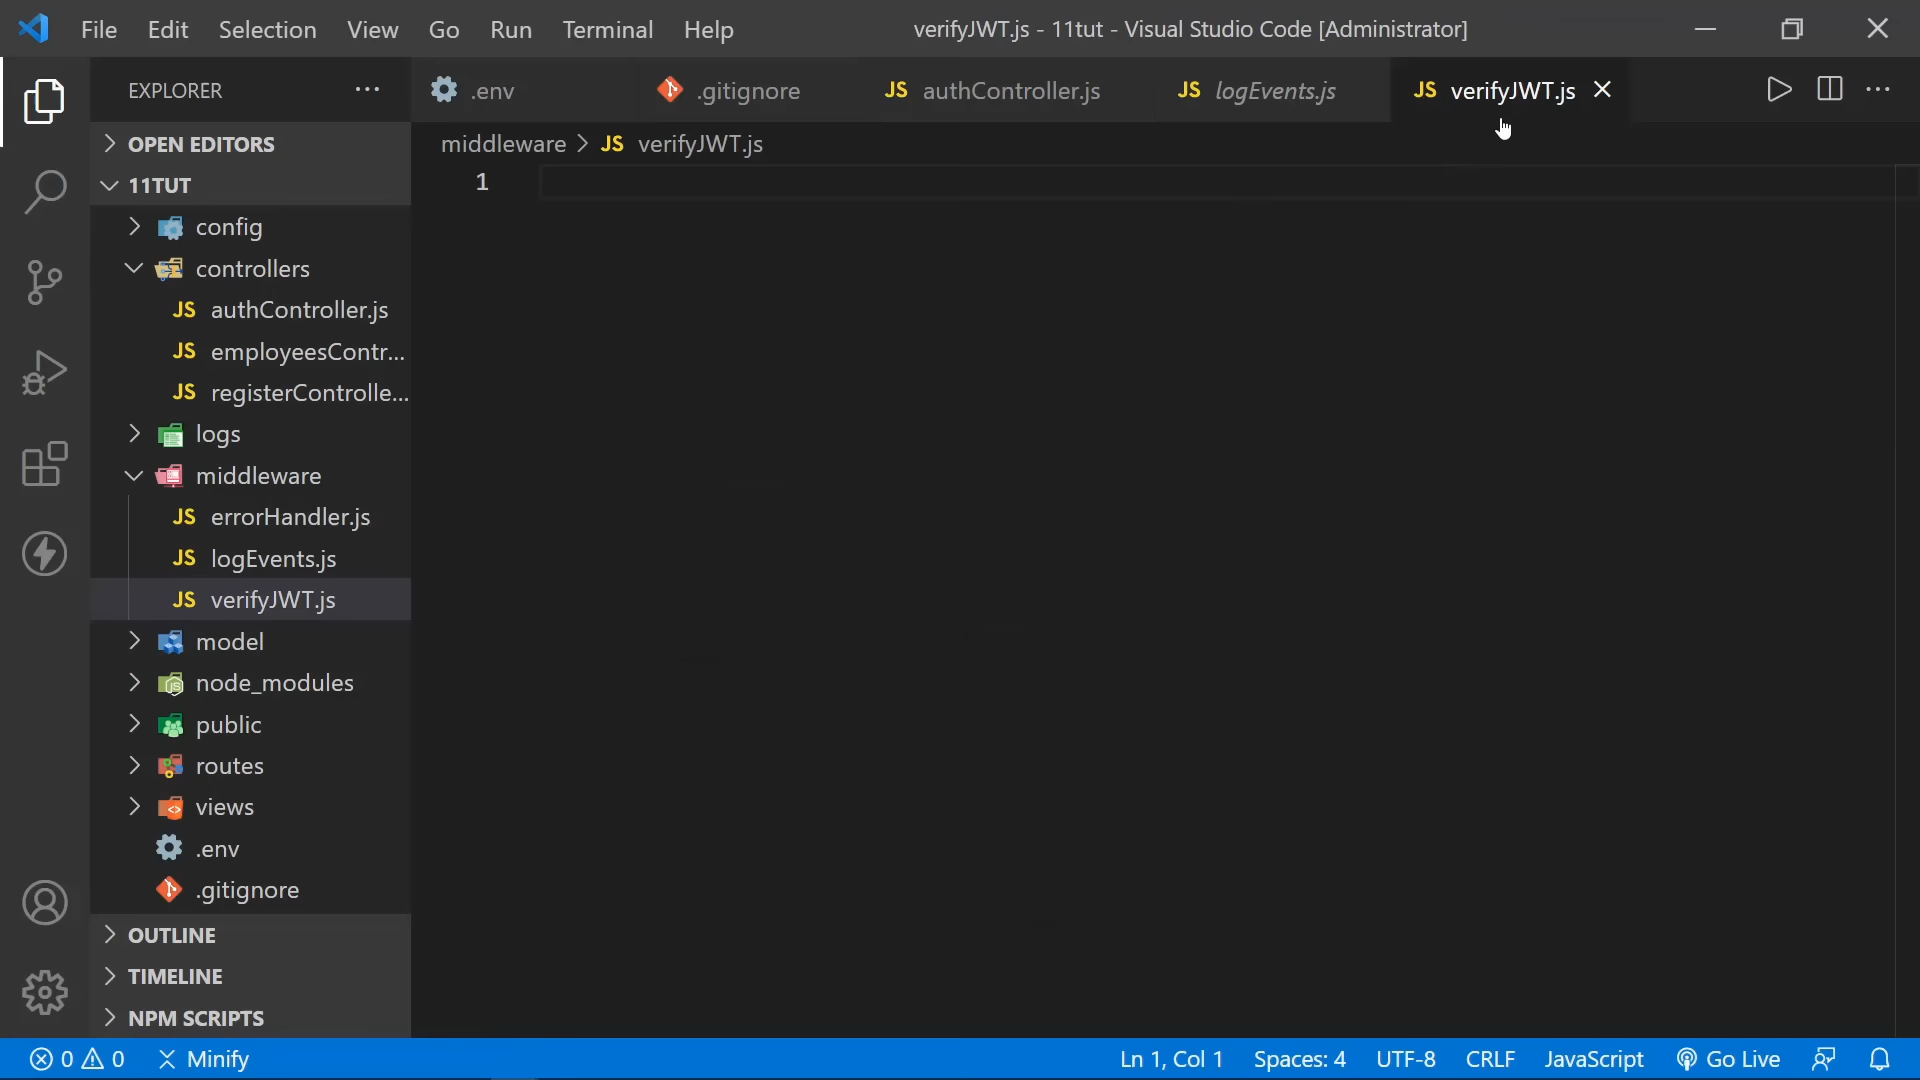 File Edit Selection View Go Run Terminal Help verifyJWT.js - 11tut - Visual Studio Code [Administrator]
EXPLORER
.env .gitignore JS authController.js JS logEvents.js JS verifyJWT.js
OPEN EDITORS
middleware > JS verifyJWT.js
11TUT
1
config
controllers
JS authController.js
JS employeesContr...
JS registerControlle...
logs
middleware
JS errorHandler.js
JS logEvents.js
JS verifyJWT.js
model
node_modules
public
routes
views
.env
.gitignore
OUTLINE
TIMELINE
NPM SCRIPTS
0 0 Minify Ln 1, Col 1 Spaces: 4 UTF-8 CRLF JavaScript Go Live